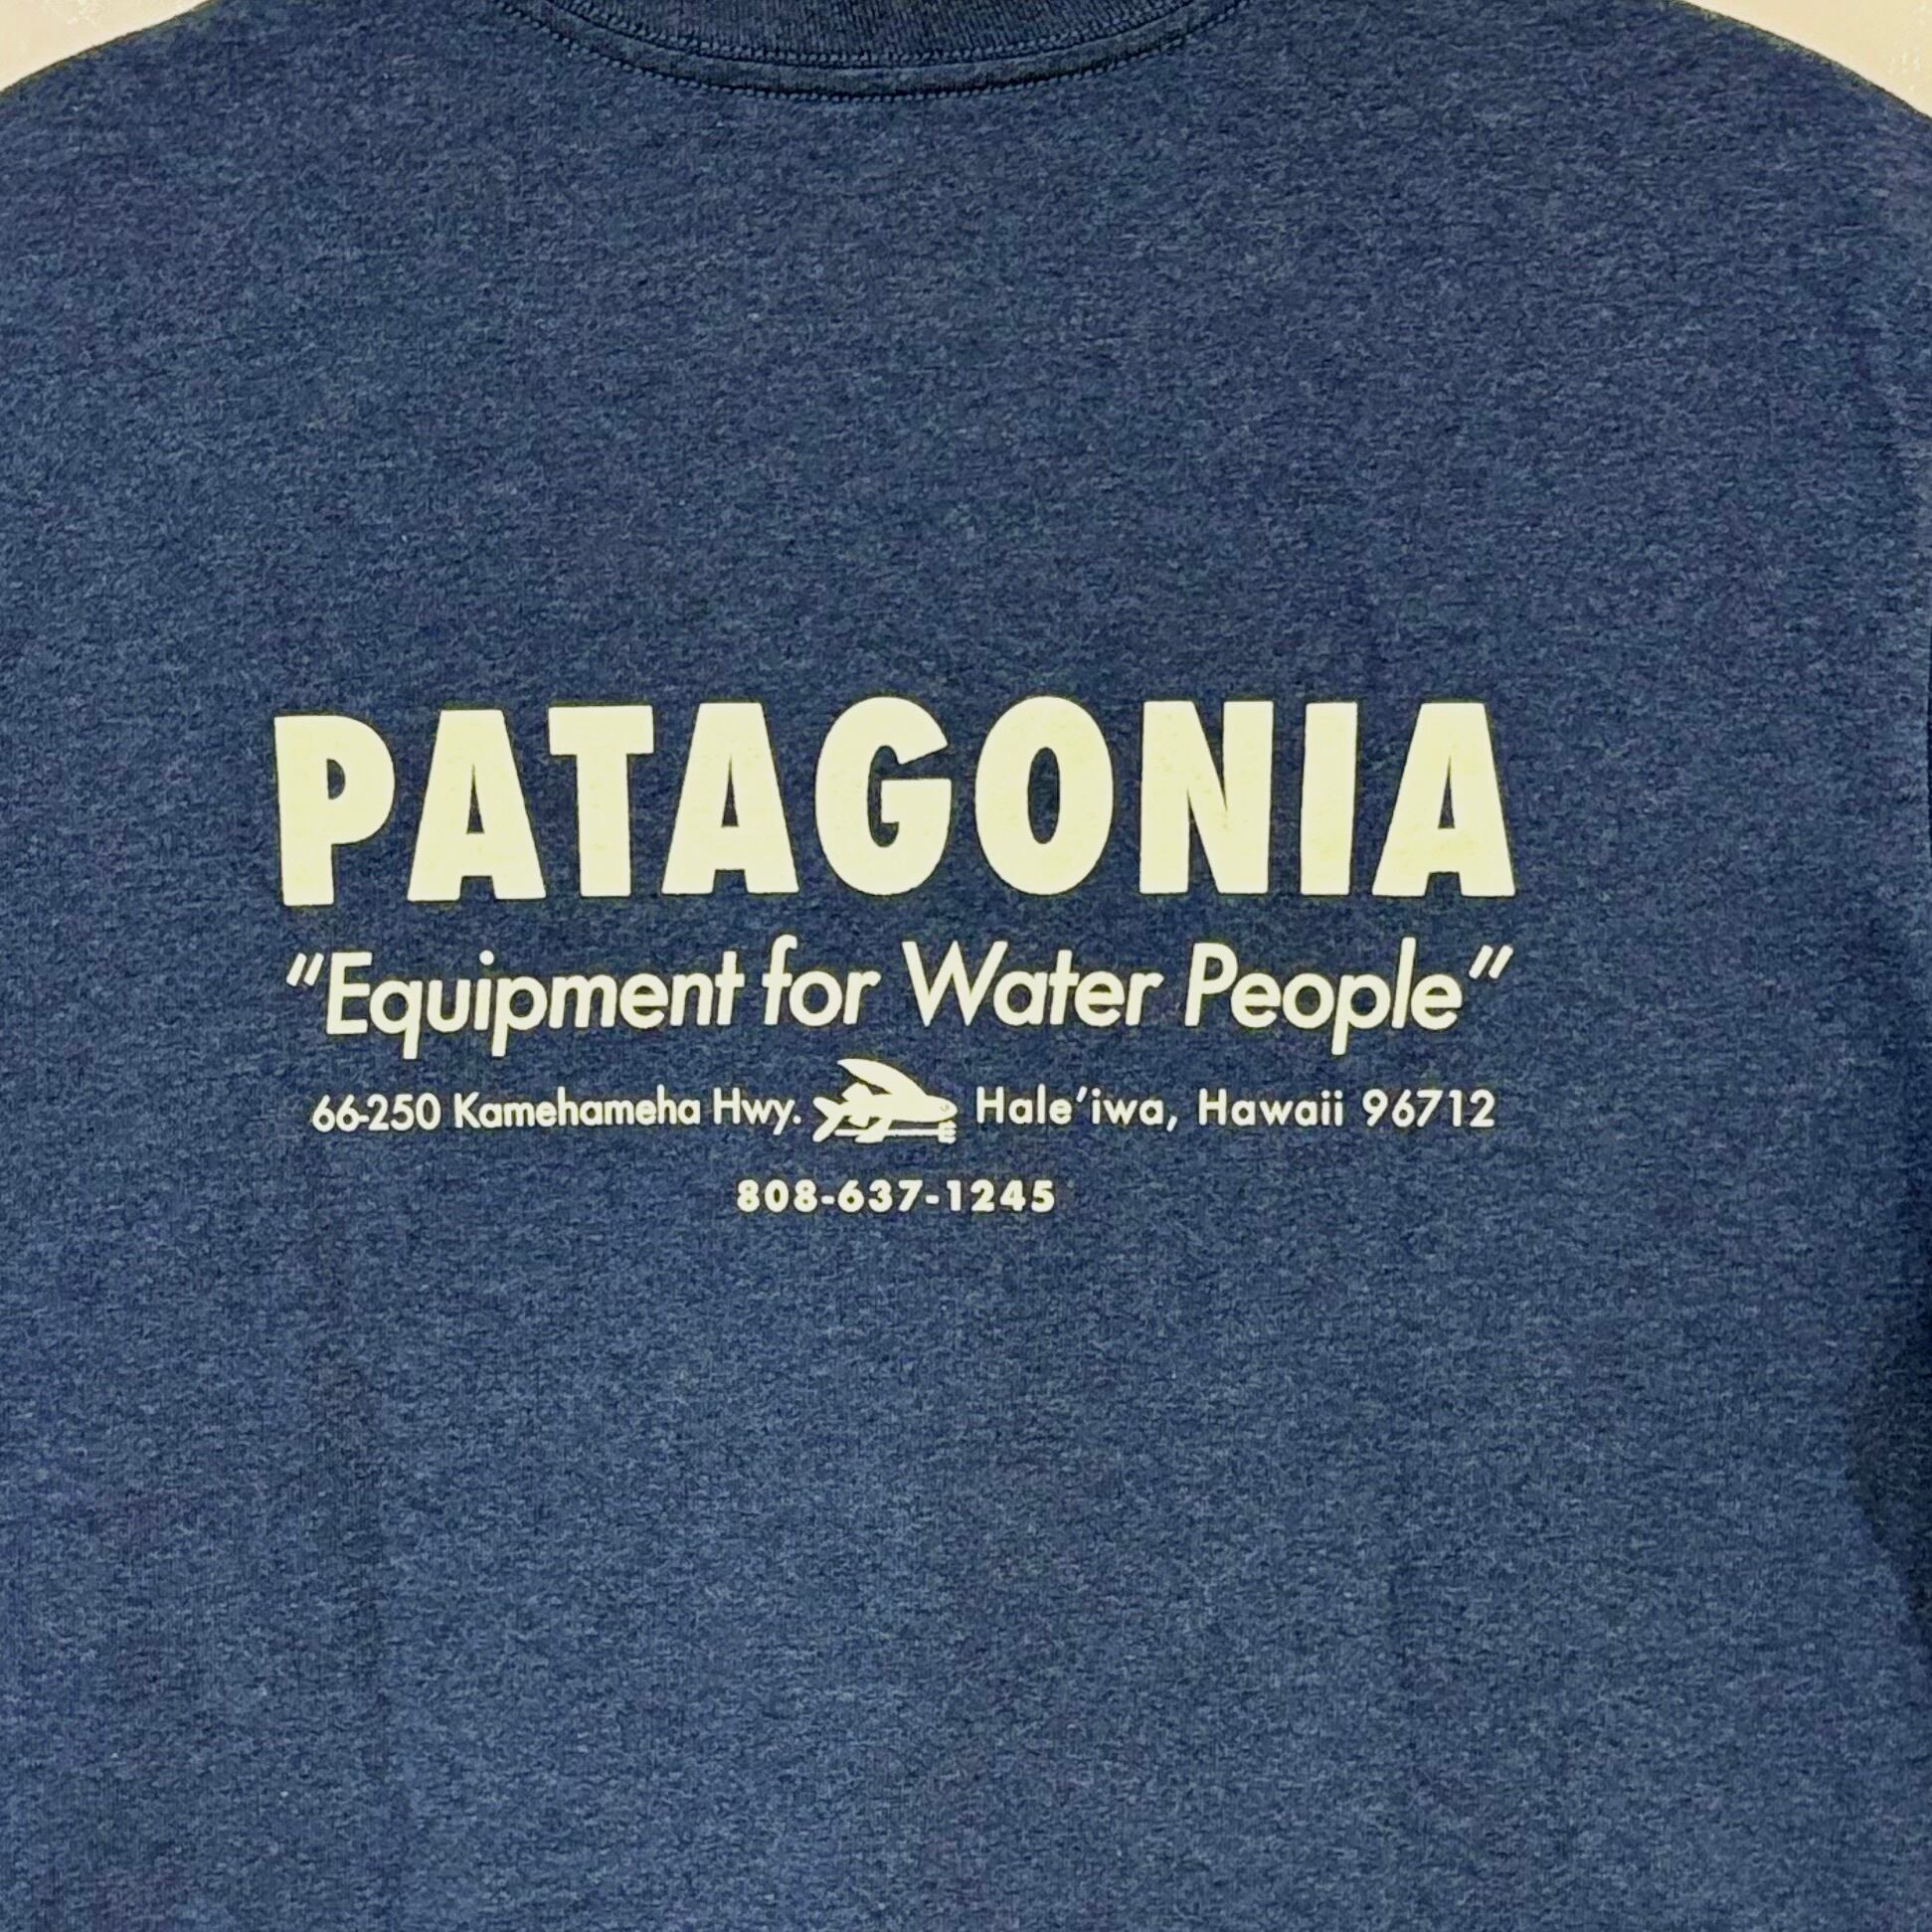 PATAGONIA
"Equipment for Water People"
66-250 Kamehameha Hwy. Hale'iwa, Hawaii 96712
808-637-1245